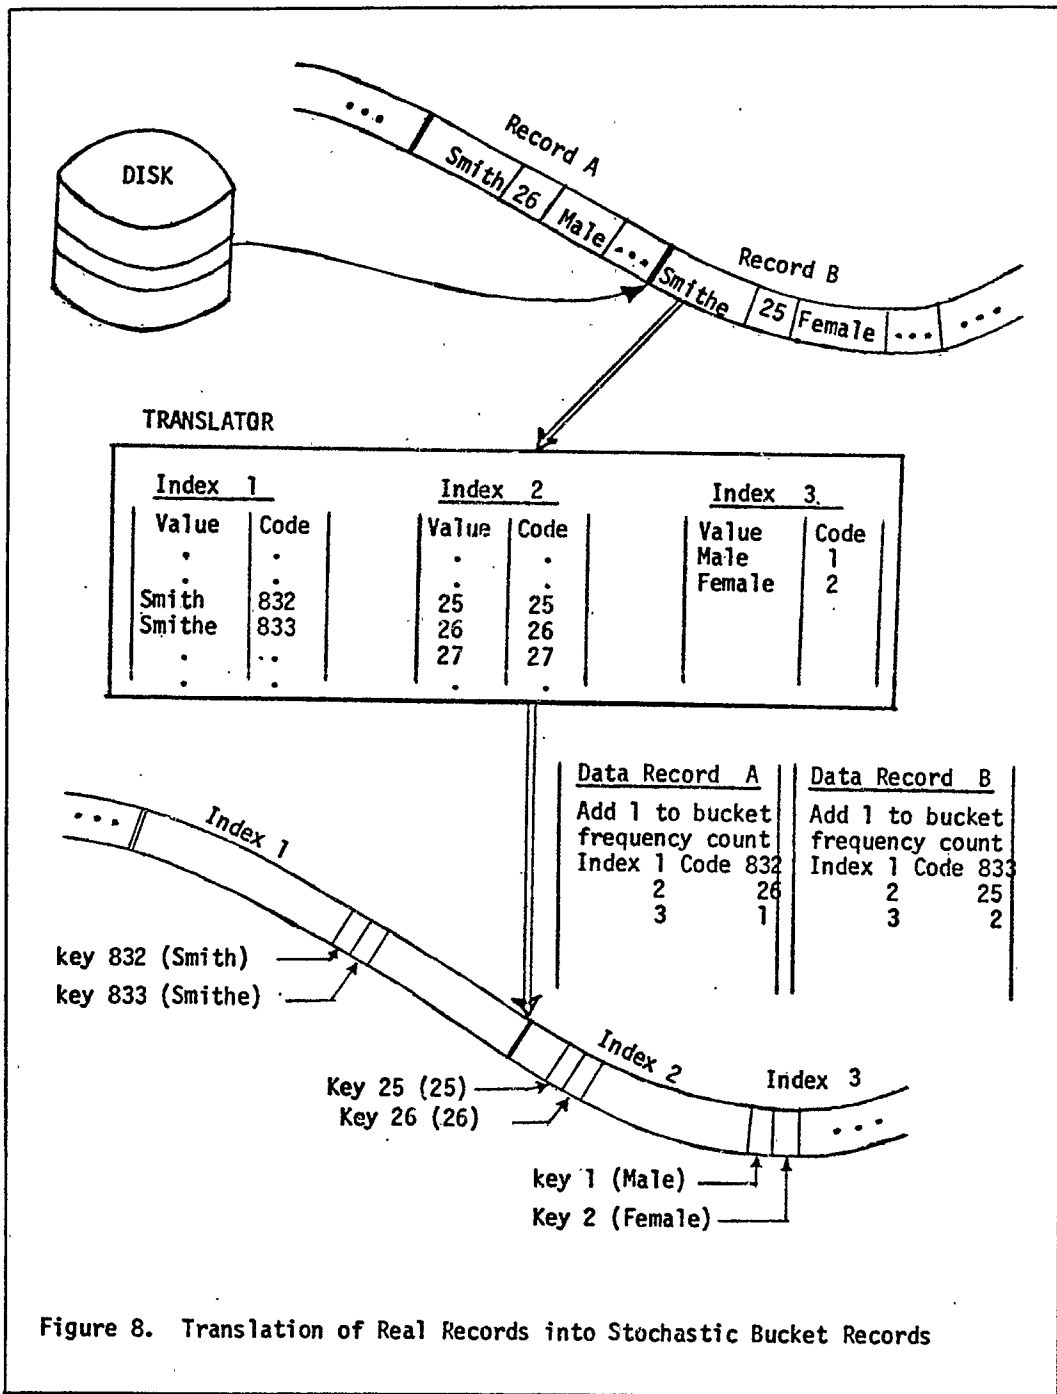 ...
Record A
Smith 26 Male ...
DISK
Record B
Smithe 25 Female ... ...
TRANSLATOR
Index 1
Value Code
. .
. .
Smith 832
Smithe 833
. ..
. .
Index 2
Value Code
. .
. .
25 25
26 26
27 27
. .
Index 3.
Value Code
Male 1
Female 2
Data Record A
Add 1 to bucket
frequency count
Index 1 Code 832
2 26
3 1
Data Record B
Add 1 to bucket
frequency count
Index 1 Code 833
2 25
3 2
... Index 1
key 832 (Smith)
key 833 (Smithe)
Index 2
Key 25 (25)
Key 26 (26)
Index 3
...
key 1 (Male)
Key 2 (Female)
Figure 8. Translation of Real Records into Stochastic Bucket Records